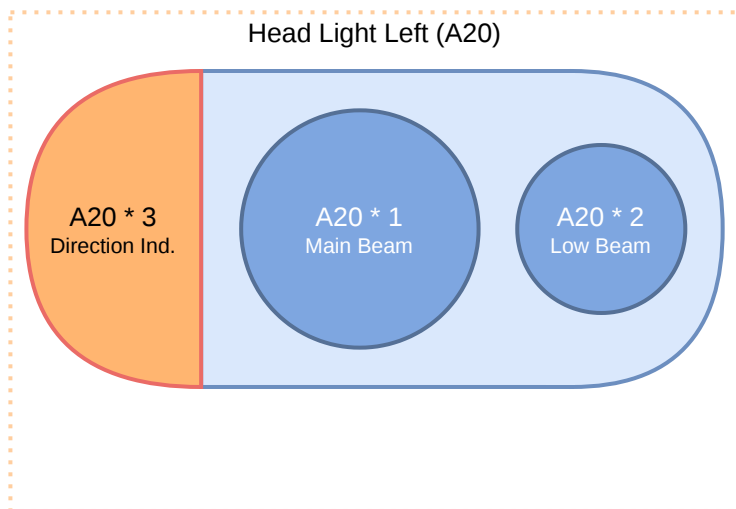 Head Light Left (A20)
A20 * 3
Direction Ind.
A20 * 1
Main Beam
A20 * 2
Low Beam